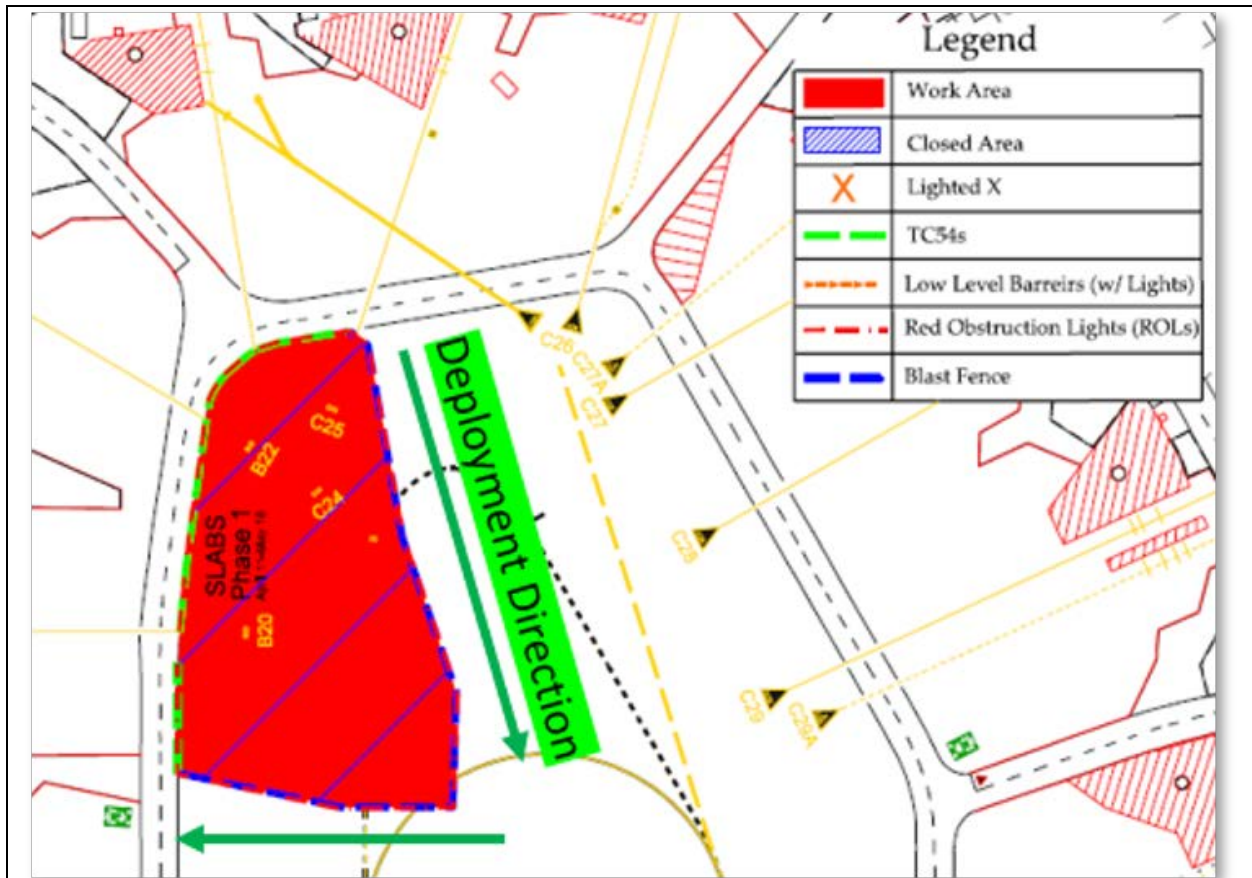 Legend
Work Area
Closed Area
X Lighted X
TC54s
Low Level Barreirs (w/ Lights)
Red Obstruction Lights (ROLs)
Blast Fence
Deployment Direction
C26
C27A
C27
C25
B22
C24
SLABS
Phase 1
C28
B20
C29
C29A